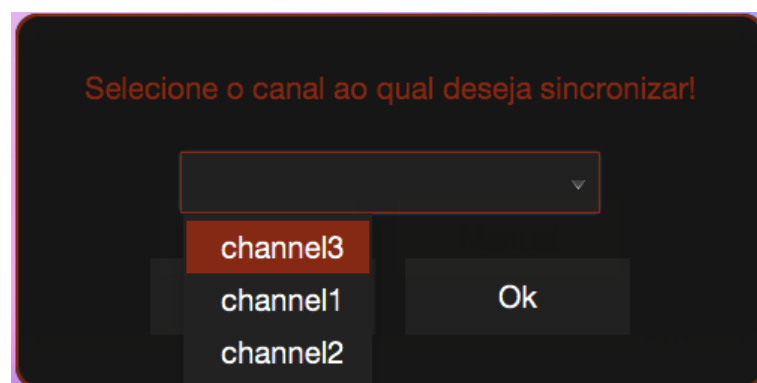 Selecione o canal ao qual deseja sincronizar!
channel3
channel1
Ok
channel2